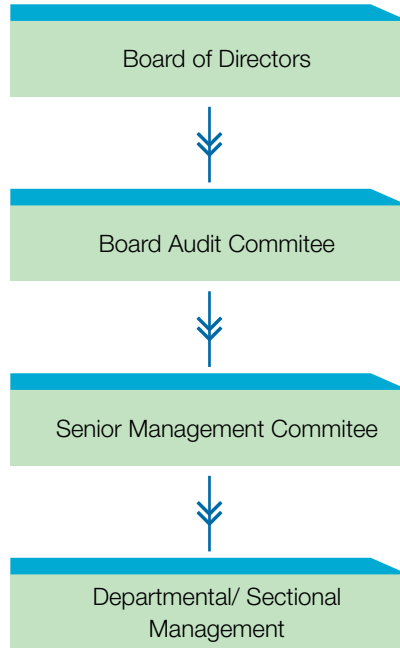 Board of Directors
Board Audit Commitee
Senior Management Commitee
Departmental/ Sectional
Management